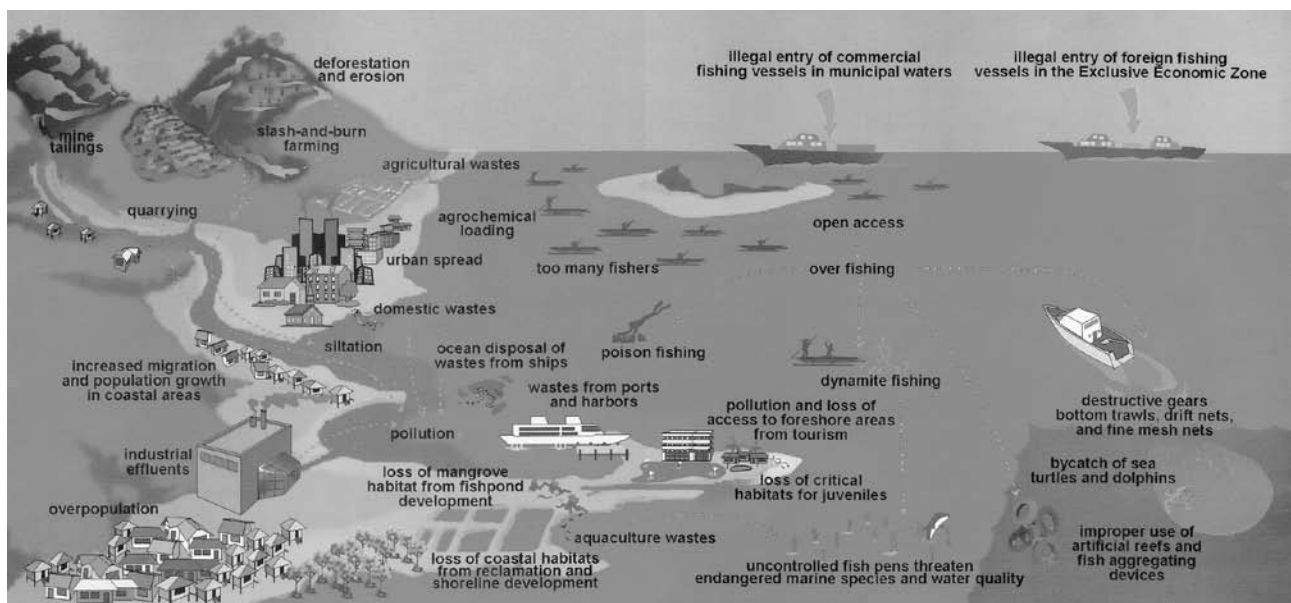 deforestation
and erosion
illegal entry of commercial
fishing vessels in municipal waters
illegal entry of foreign fishing
vessels in the Exclusive Economic Zone
mine
tailings
slash-and-burn
farming
agricultural wastes
quarrying
agrochemical
loading
open access
urban spread
too many fishers
over fishing
domestic wastes
siltation
ocean disposal of
wastes from ships
poison fishing
dynamite fishing
increased migration
and population growth
in coastal areas
wastes from ports
and harbors
pollution and loss of
access to foreshore areas
from tourism
destructive gears
bottom trawls, drift nets,
and fine mesh nets
pollution
industrial
effluents
loss of mangrove
habitat from fishpond
development
loss of critical
habitats for juveniles
bycatch of sea
turtles and dolphins
overpopulation
aquaculture wastes
improper use of
artificial reefs and
fish aggregating
devices
loss of coastal habitats
from reclamation and
shoreline development
uncontrolled fish pens threaten
endangered marine species and water quality